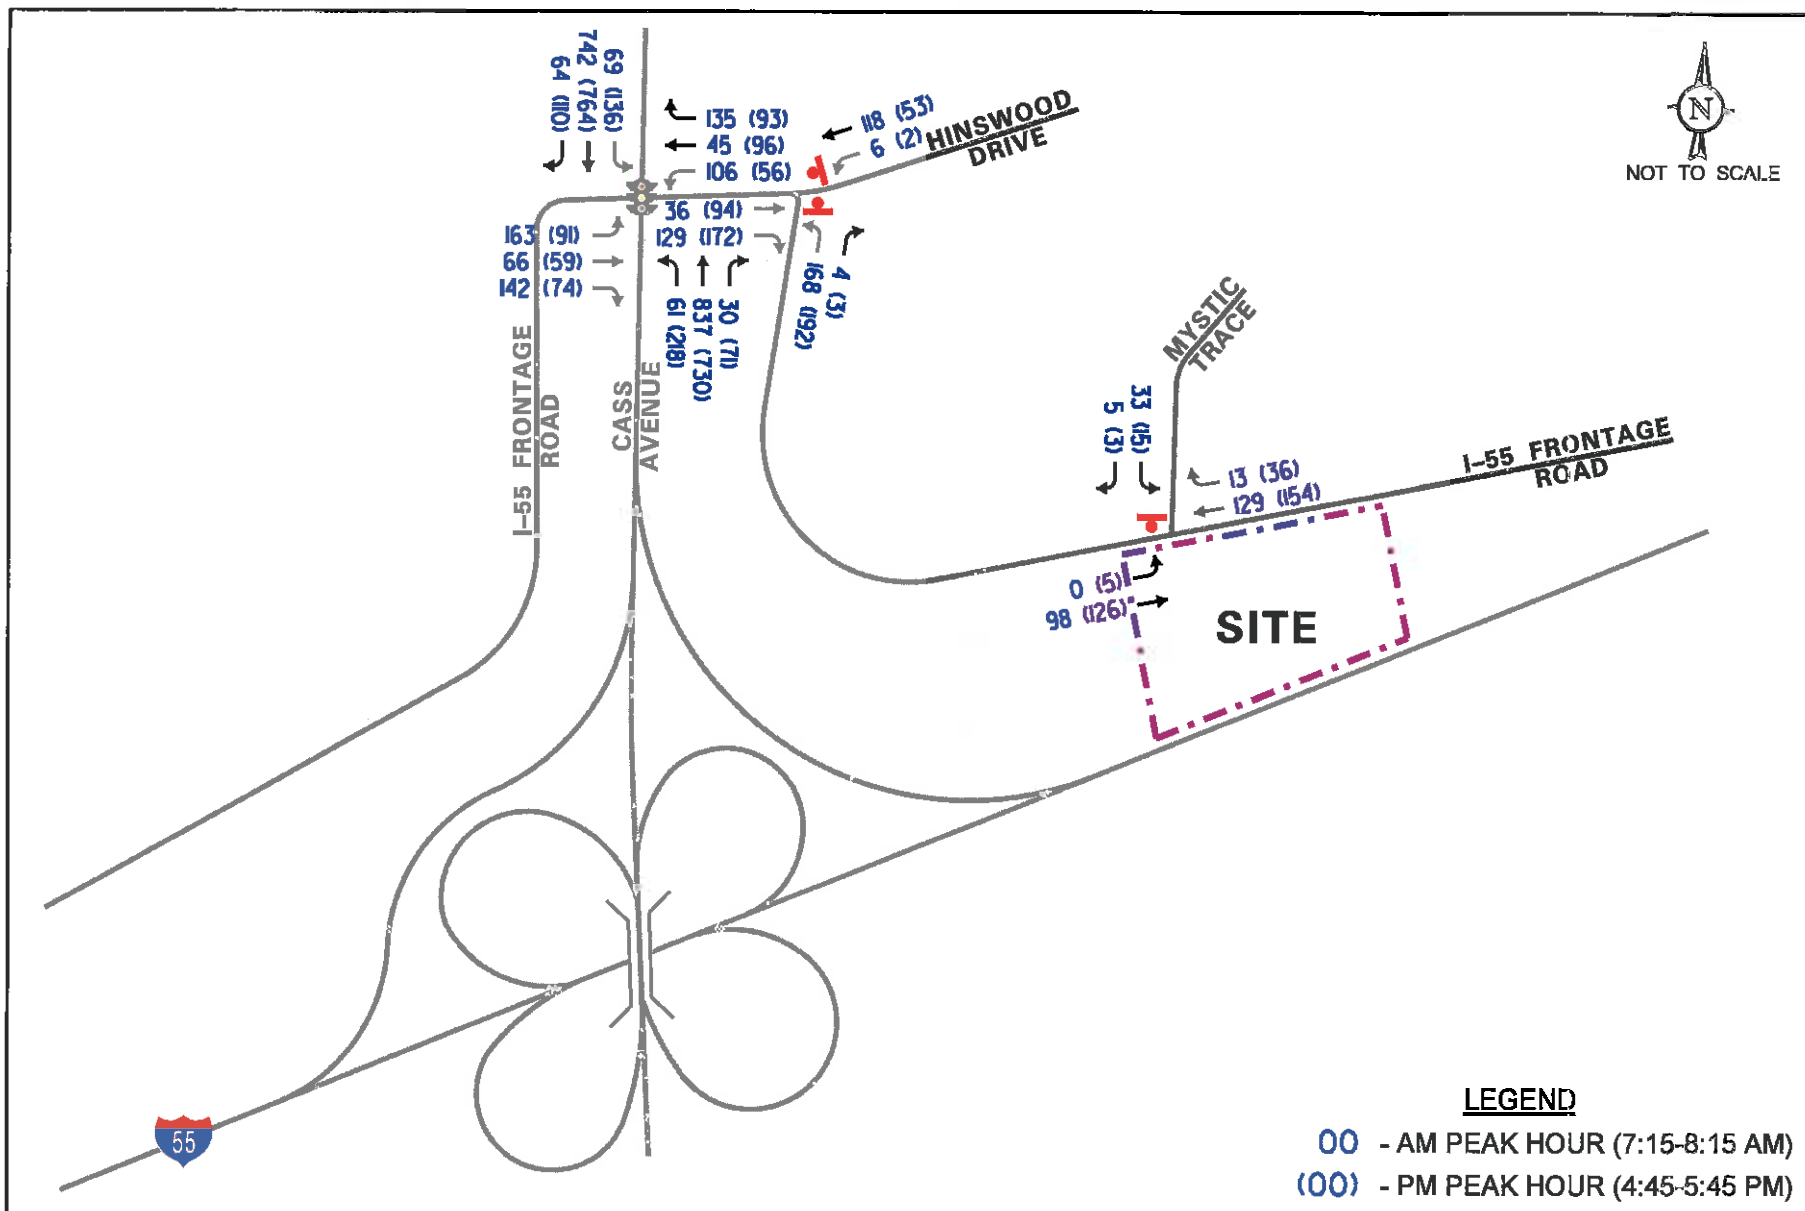 64 (110)
742 (764)
69 (136)
135 (93)
45 (96)
106 (56)
118 (53)
6 (2)
HINSWOOD
DRIVE
N
NOT TO SCALE
36 (94)
129 (172)
163 (91)
66 (59)
142 (74)
61 (218)
837 (730)
30 (71)
168 (192)
4 (3)
I-55 FRONTAGE
ROAD
CASS
AVENUE
MYSTIC
TRACE
5 (3)
33 (15)
13 (36)
129 (154)
I-55 FRONTAGE
ROAD
0 (5)
98 (126)
SITE
55
LEGEND
00 - AM PEAK HOUR (7:15-8:15 AM)
(00) - PM PEAK HOUR (4:45-5:45 PM)